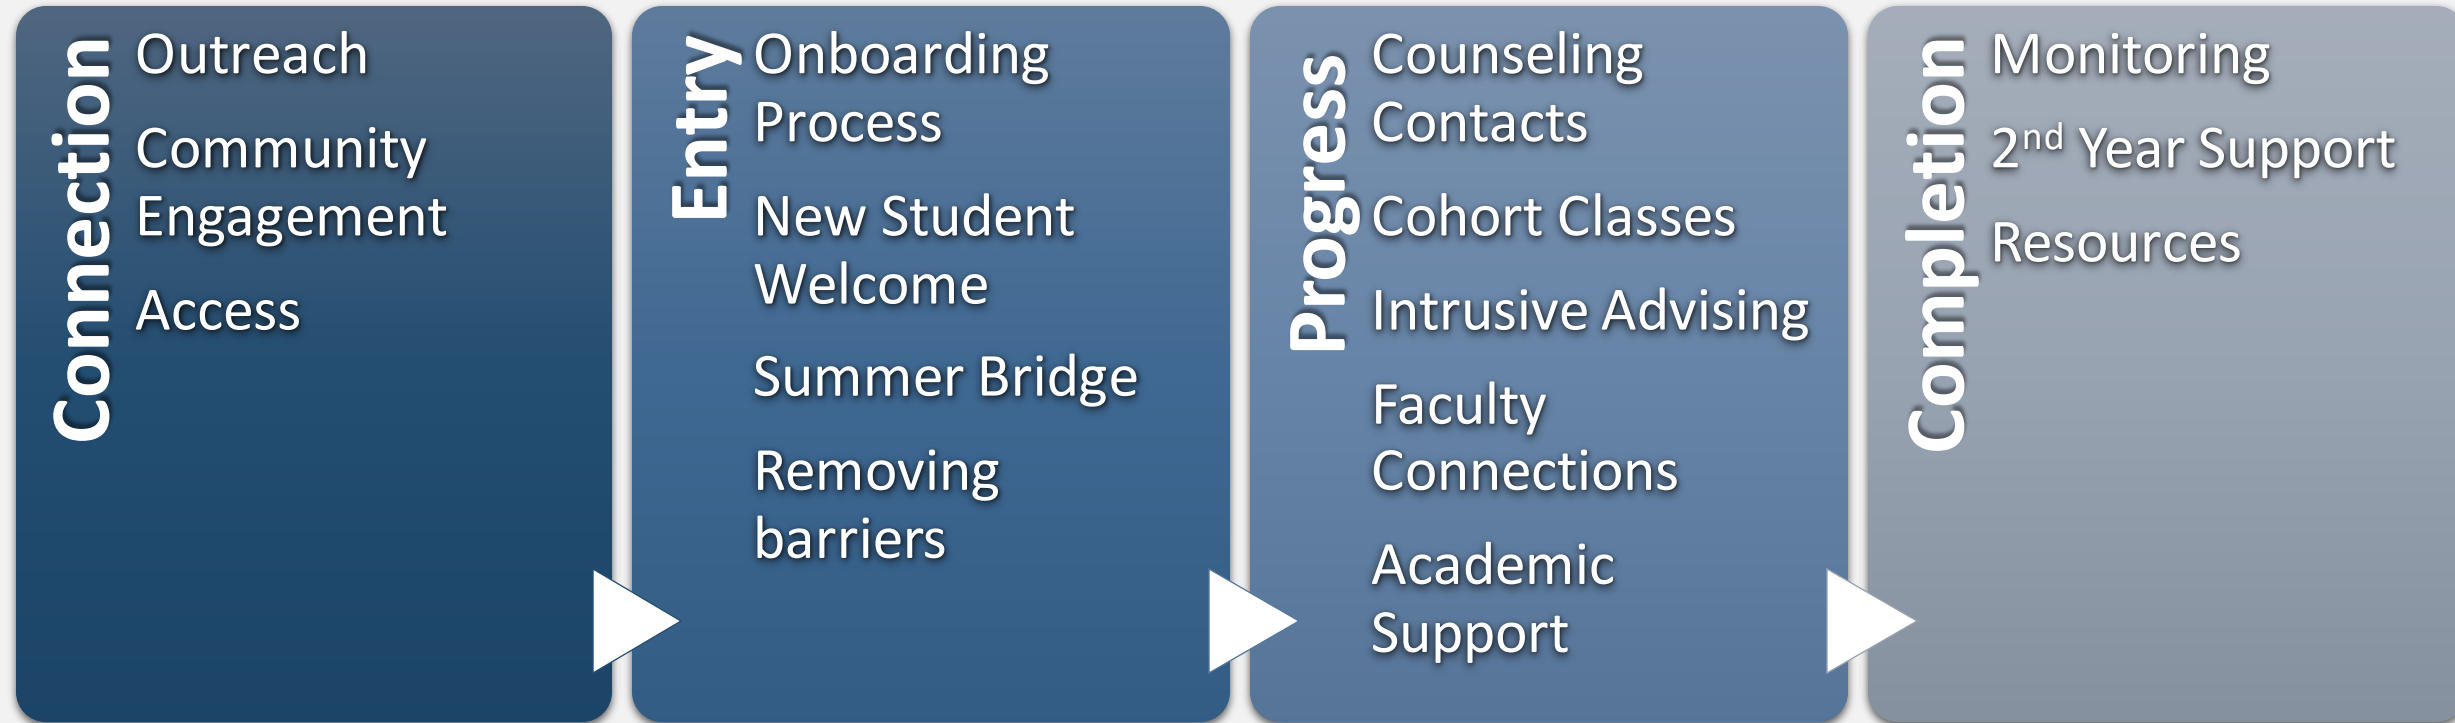 Connection
Outreach
Community
Engagement
Access
Entry
Onboarding
Process
New Student
Welcome
Summer Bridge
Removing
barriers
Progress
Counseling
Contacts
Cohort Classes
Intrusive Advising
Faculty
Connections
Academic
Support
Completion
Monitoring
2nd Year Support
Resources